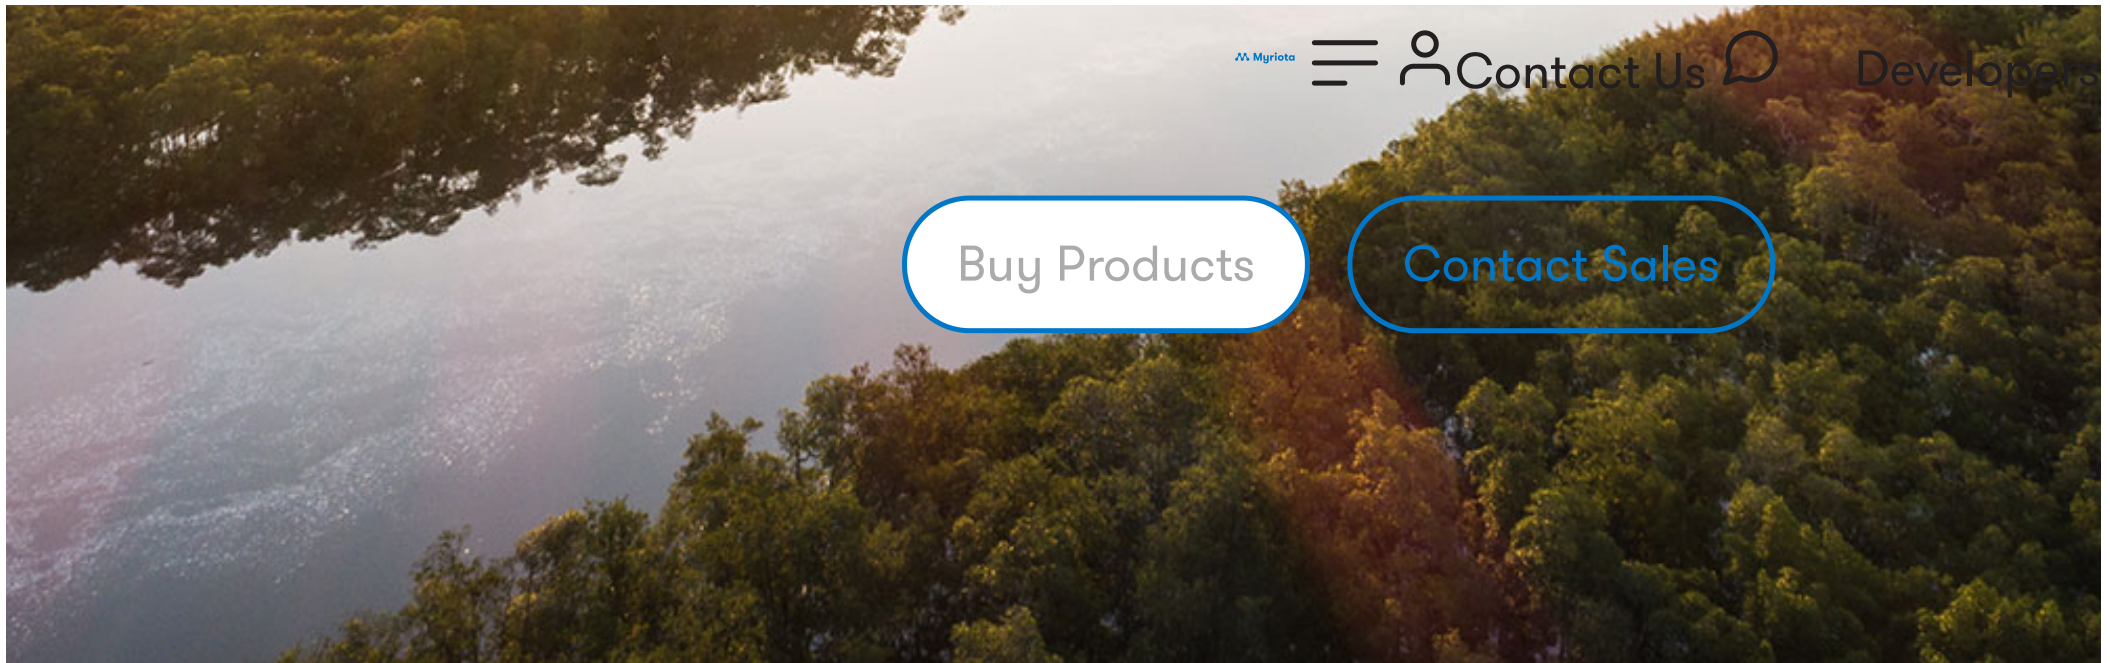 Myriota Contact Us Developers
Buy Products Contact Sales